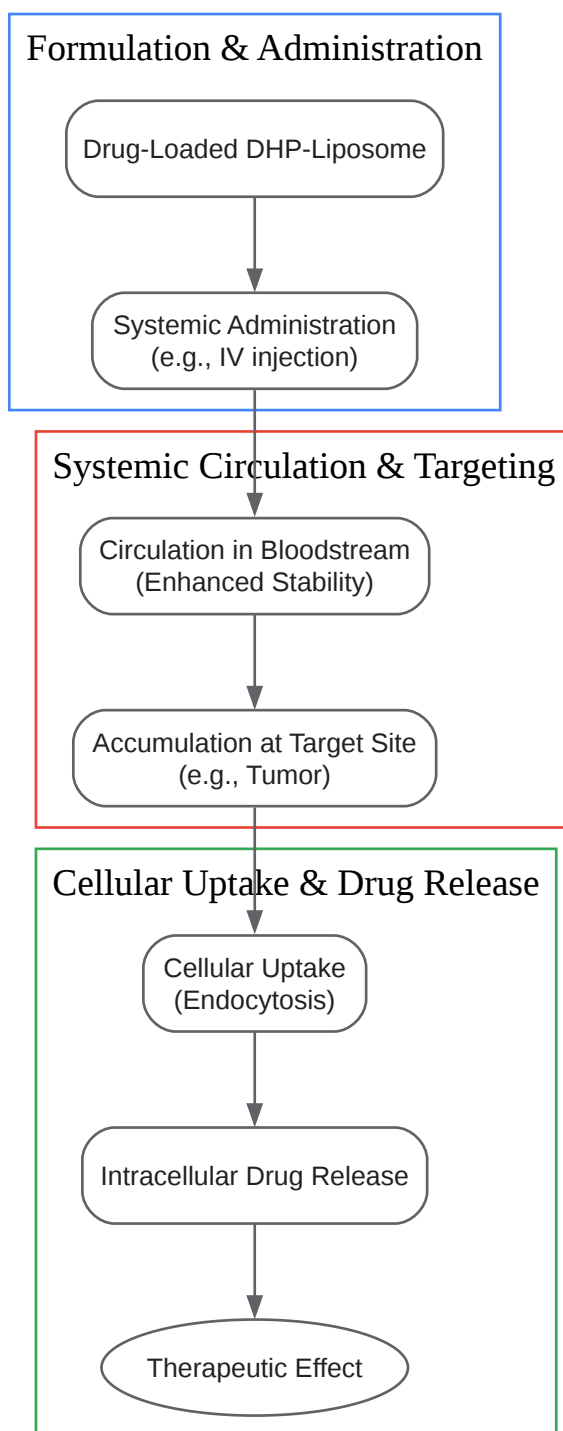 Formulation & Administration
Drug-Loaded DHP-Liposome
Systemic Administration
(e.g., IV injection)
Systemic Circulation & Targeting
Circulation in Bloodstream
(Enhanced Stability)
Accumulation at Target Site
(e.g., Tumor)
Cellular Uptake & Drug Release
Cellular Uptake
(Endocytosis)
Intracellular Drug Release
Therapeutic Effect